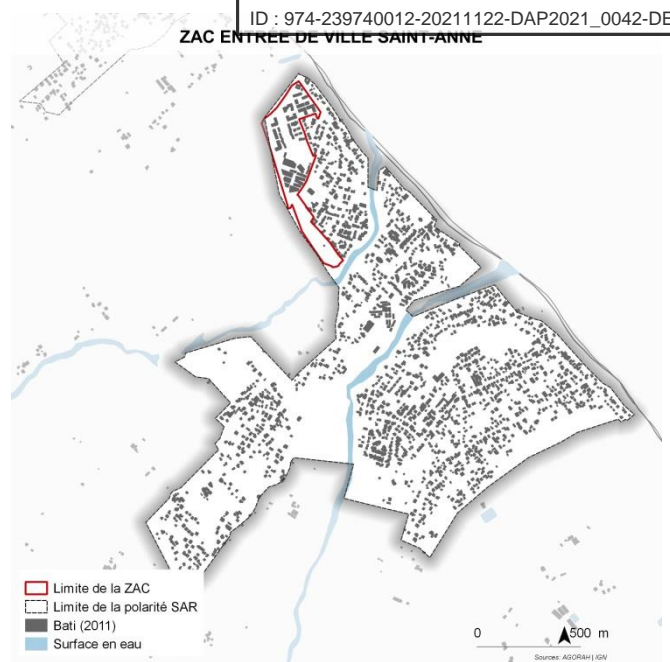 ID : 974-239740012-20211122-DAP2021_0042-DE
ZAC ENTRÉE DE VILLE SAINT-ANNE
Limite de la ZAC
Limite de la polarité SAR
Bati (2011)
Surface en eau
0 500 m
Sources: AGORAH | IGN